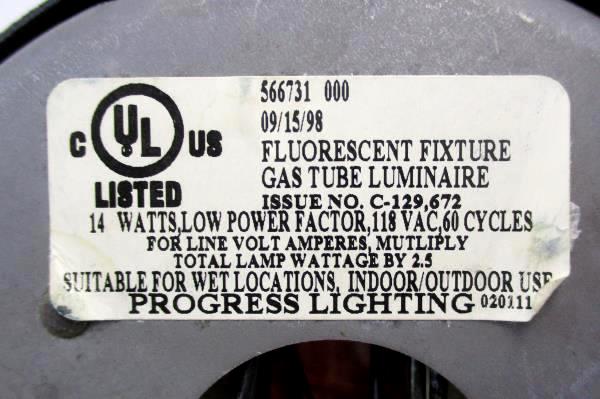 566731 000
09/15/98
C UL US
LISTED
FLUORESCENT FIXTURE
GAS TUBE LUMINAIRE
ISSUE NO. C-129,672
14 WATTS,LOW POWER FACTOR,118 VAC,60 CYCLES
FOR LINE VOLT AMPERES, MUTLIPLY
TOTAL LAMP WATTAGE BY 2.5
SUITABLE FOR WET LOCATIONS, INDOOR/OUTDOOR USE
PROGRESS LIGHTING